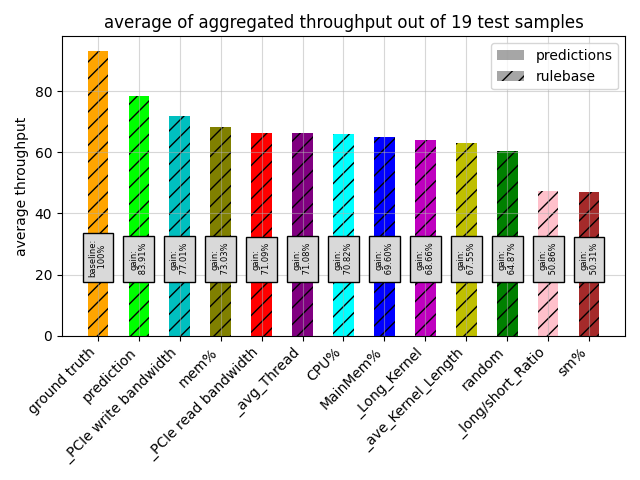 average of aggregated throughput out of 19 test samples
predictions
rulebase
average throughput
80
60
40
20
0
baseline:
100%
gain:
83.91%
gain:
77.01%
gain:
73.03%
gain:
71.09%
gain:
71.08%
gain:
70.82%
gain:
69.60%
gain:
68.66%
gain:
67.55%
gain:
64.87%
gain:
50.86%
gain:
50.31%
ground truth
prediction
_PCIe write bandwidth
mem%
_PCIe read bandwidth
_avg_Thread
CPU%
MainMem%
_Long_Kernel
_ave_Kernel_Length
random
_long/short_Ratio
sm%